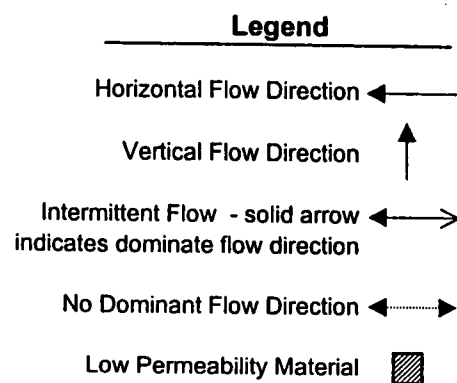 Legend
Horizontal Flow Direction
Vertical Flow Direction
Intermittent Flow - solid arrow
indicates dominate flow direction
No Dominant Flow Direction
Low Permeability Material